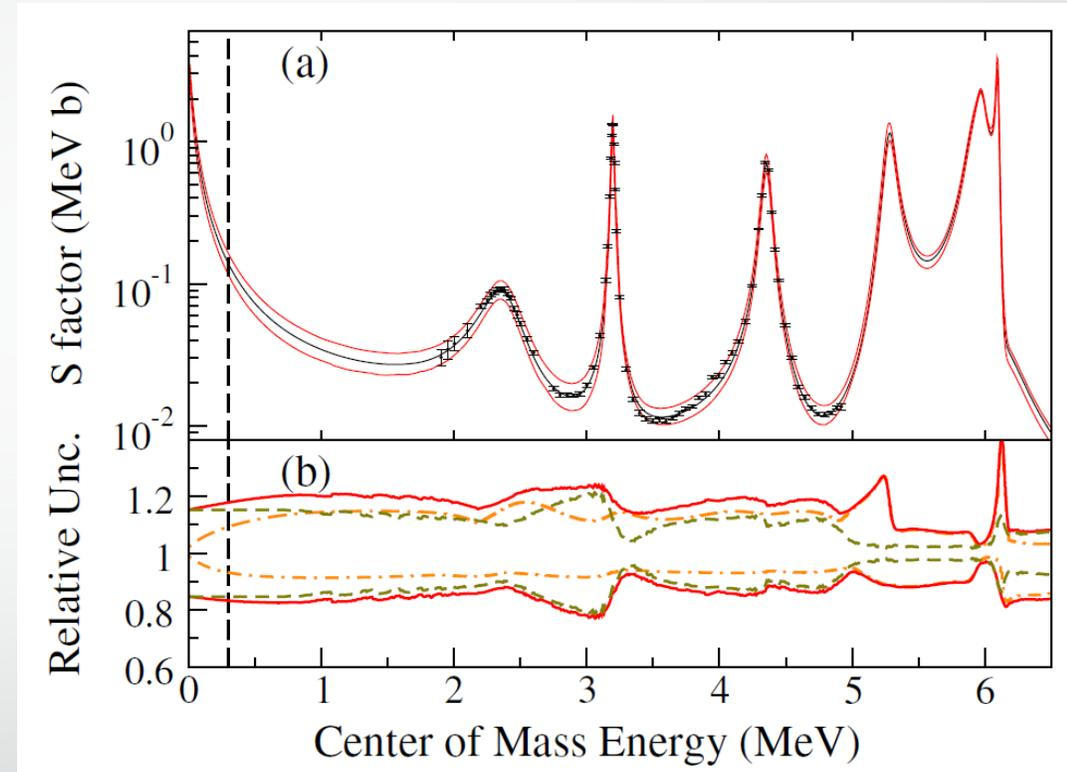 (a)
S factor (MeV b)
10^0
10^-1
10^-2
(b)
Relative Unc.
1.2
1
0.8
0.6
0 1 2 3 4 5 6
Center of Mass Energy (MeV)